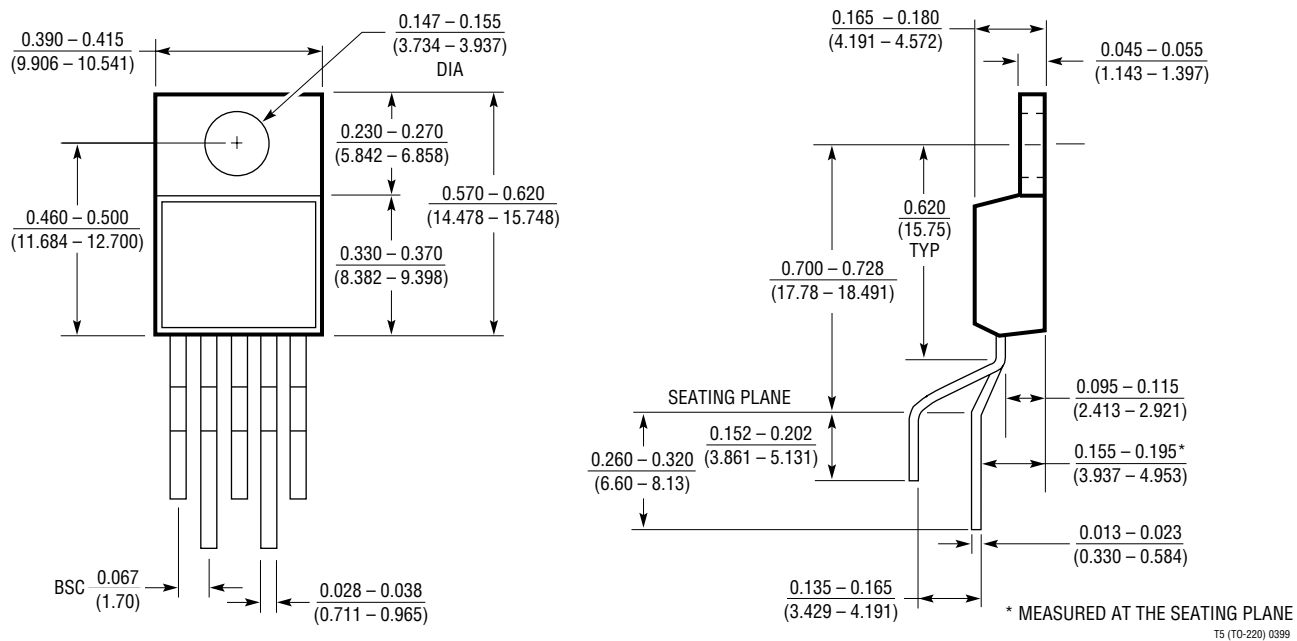 0.390 – 0.415
(9.906 – 10.541)
0.147 – 0.155
(3.734 – 3.937)
DIA
0.230 – 0.270
(5.842 – 6.858)
0.460 – 0.500
(11.684 – 12.700)
0.570 – 0.620
(14.478 – 15.748)
0.330 – 0.370
(8.382 – 9.398)
BSC
0.067
(1.70)
0.028 – 0.038
(0.711 – 0.965)
0.165 – 0.180
(4.191 – 4.572)
0.045 – 0.055
(1.143 – 1.397)
0.620
(15.75)
TYP
0.700 – 0.728
(17.78 – 18.491)
SEATING PLANE
0.152 – 0.202
(3.861 – 5.131)
0.260 – 0.320
(6.60 – 8.13)
0.095 – 0.115
(2.413 – 2.921)
0.155 – 0.195*
(3.937 – 4.953)
0.013 – 0.023
(0.330 – 0.584)
0.135 – 0.165
(3.429 – 4.191)
* MEASURED AT THE SEATING PLANE
T5 (TO-220) 0399